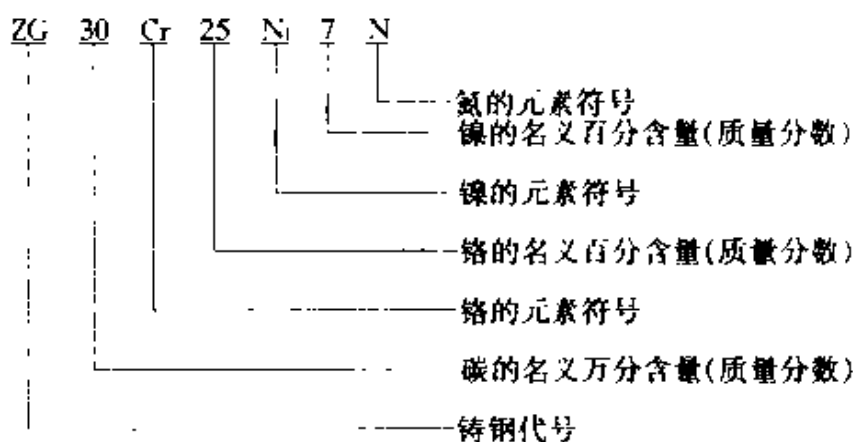 ZG 30 Cr 25 Ni 7 N
氮的元素符号
镍的名义百分含量(质量分数)
镍的元素符号
铬的名义百分含量(质量分数)
铬的元素符号
碳的名义万分含量(质量分数)
铸钢代号